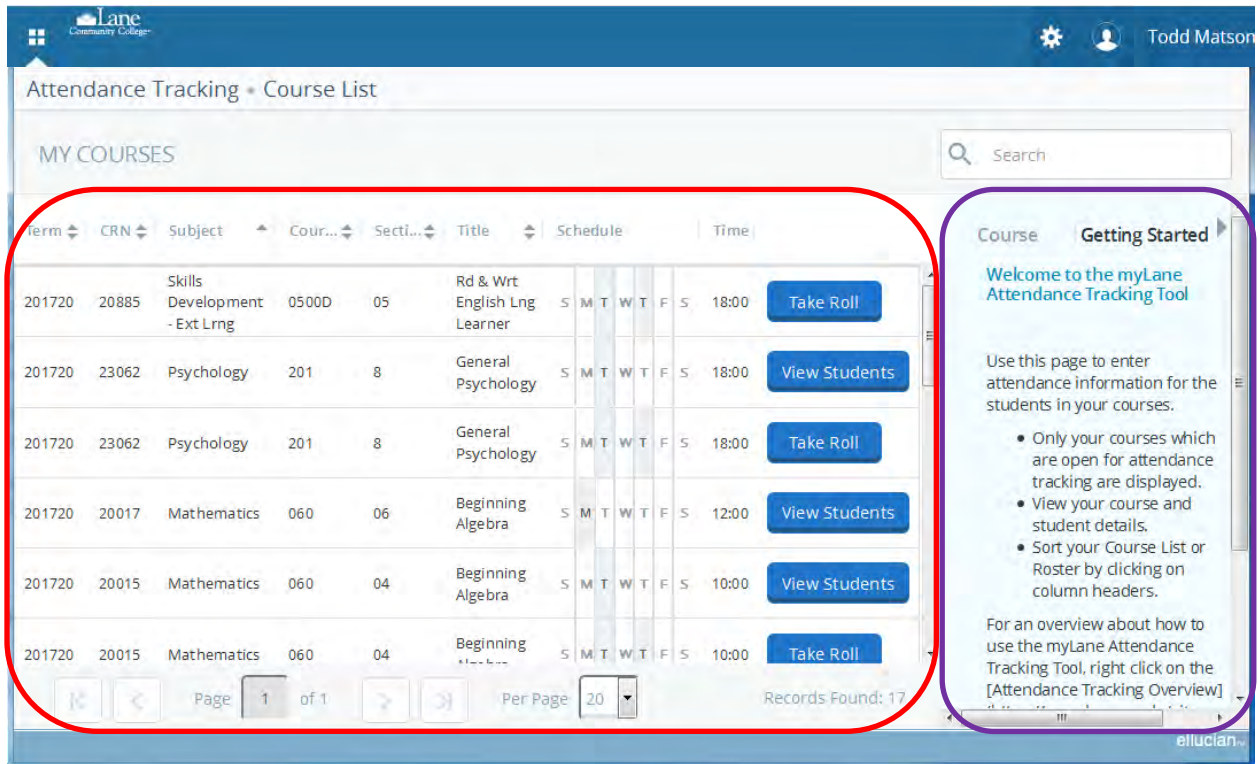 Lane
Community College
Todd Matson
Attendance Tracking • Course List
MY COURSES
Search
Term CRN Subject Cour... Secti... Title Schedule Time
201720 20885 Skills Development - Ext Lrng 0500D 05 Rd & Wrt English Lng Learner S M T W T F S 18:00 Take Roll
201720 23062 Psychology 201 8 General Psychology S M T W T F S 18:00 View Students
201720 23062 Psychology 201 8 General Psychology S M T W T F S 18:00 Take Roll
201720 20017 Mathematics 060 06 Beginning Algebra S M T W T F S 12:00 View Students
201720 20015 Mathematics 060 04 Beginning Algebra S M T W T F S 10:00 View Students
201720 20015 Mathematics 060 04 Beginning S M T W T F S 10:00 Take Roll
Page 1 of 1 Per Page 20 Records Found: 17
Course Getting Started
Welcome to the myLane
Attendance Tracking Tool
Use this page to enter
attendance information for the
students in your courses.
• Only your courses which
are open for attendance
tracking are displayed.
• View your course and
student details.
• Sort your Course List or
Roster by clicking on
column headers.
For an overview about how to
use the myLane Attendance
Tracking Tool, right click on the
[Attendance Tracking Overview]
ellucian